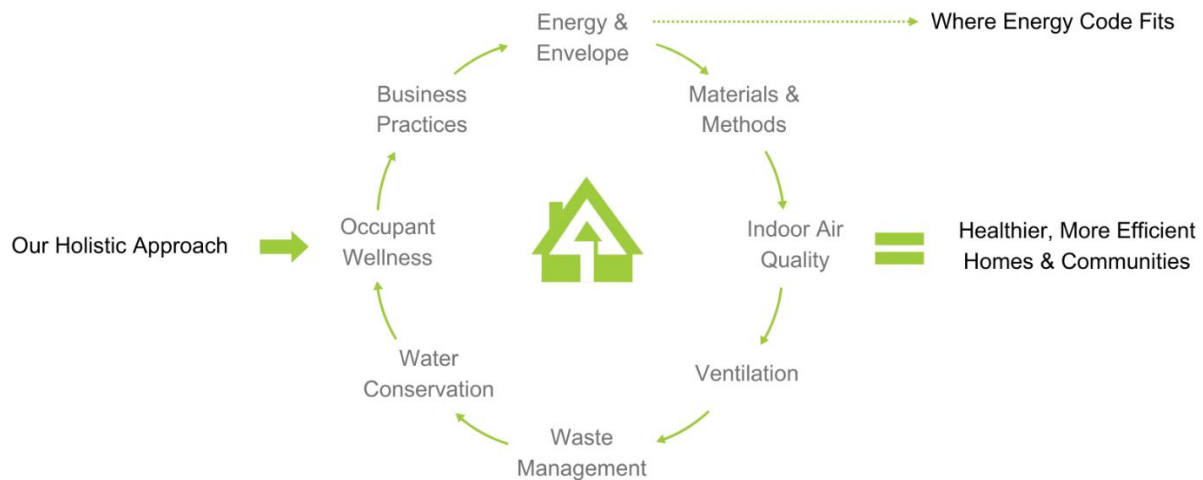 Energy &
Envelope
Where Energy Code Fits
Business
Practices
Materials &
Methods
Our Holistic Approach
Occupant
Wellness
Indoor Air
Quality
Healthier, More Efficient
Homes & Communities
Water
Conservation
Ventilation
Waste
Management